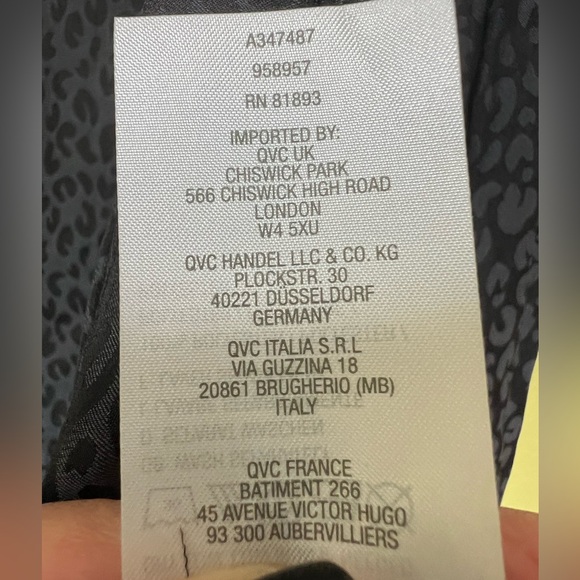 A347487
958957
RN 81893
IMPORTED BY:
QVC UK
CHISWICK PARK
566 CHISWICK HIGH ROAD
LONDON
W4 5XU
QVC HANDEL LLC & CO. KG
PLOCKSTR. 30
40221 DÜSSELDORF
GERMANY
QVC ITALIA S.R.L
VIA GUZZINA 18
20861 BRUGHERIO (MB)
ITALY
QVC FRANCE
BATIMENT 266
45 AVENUE VICTOR HUGO
93 300 AUBERVILLIERS